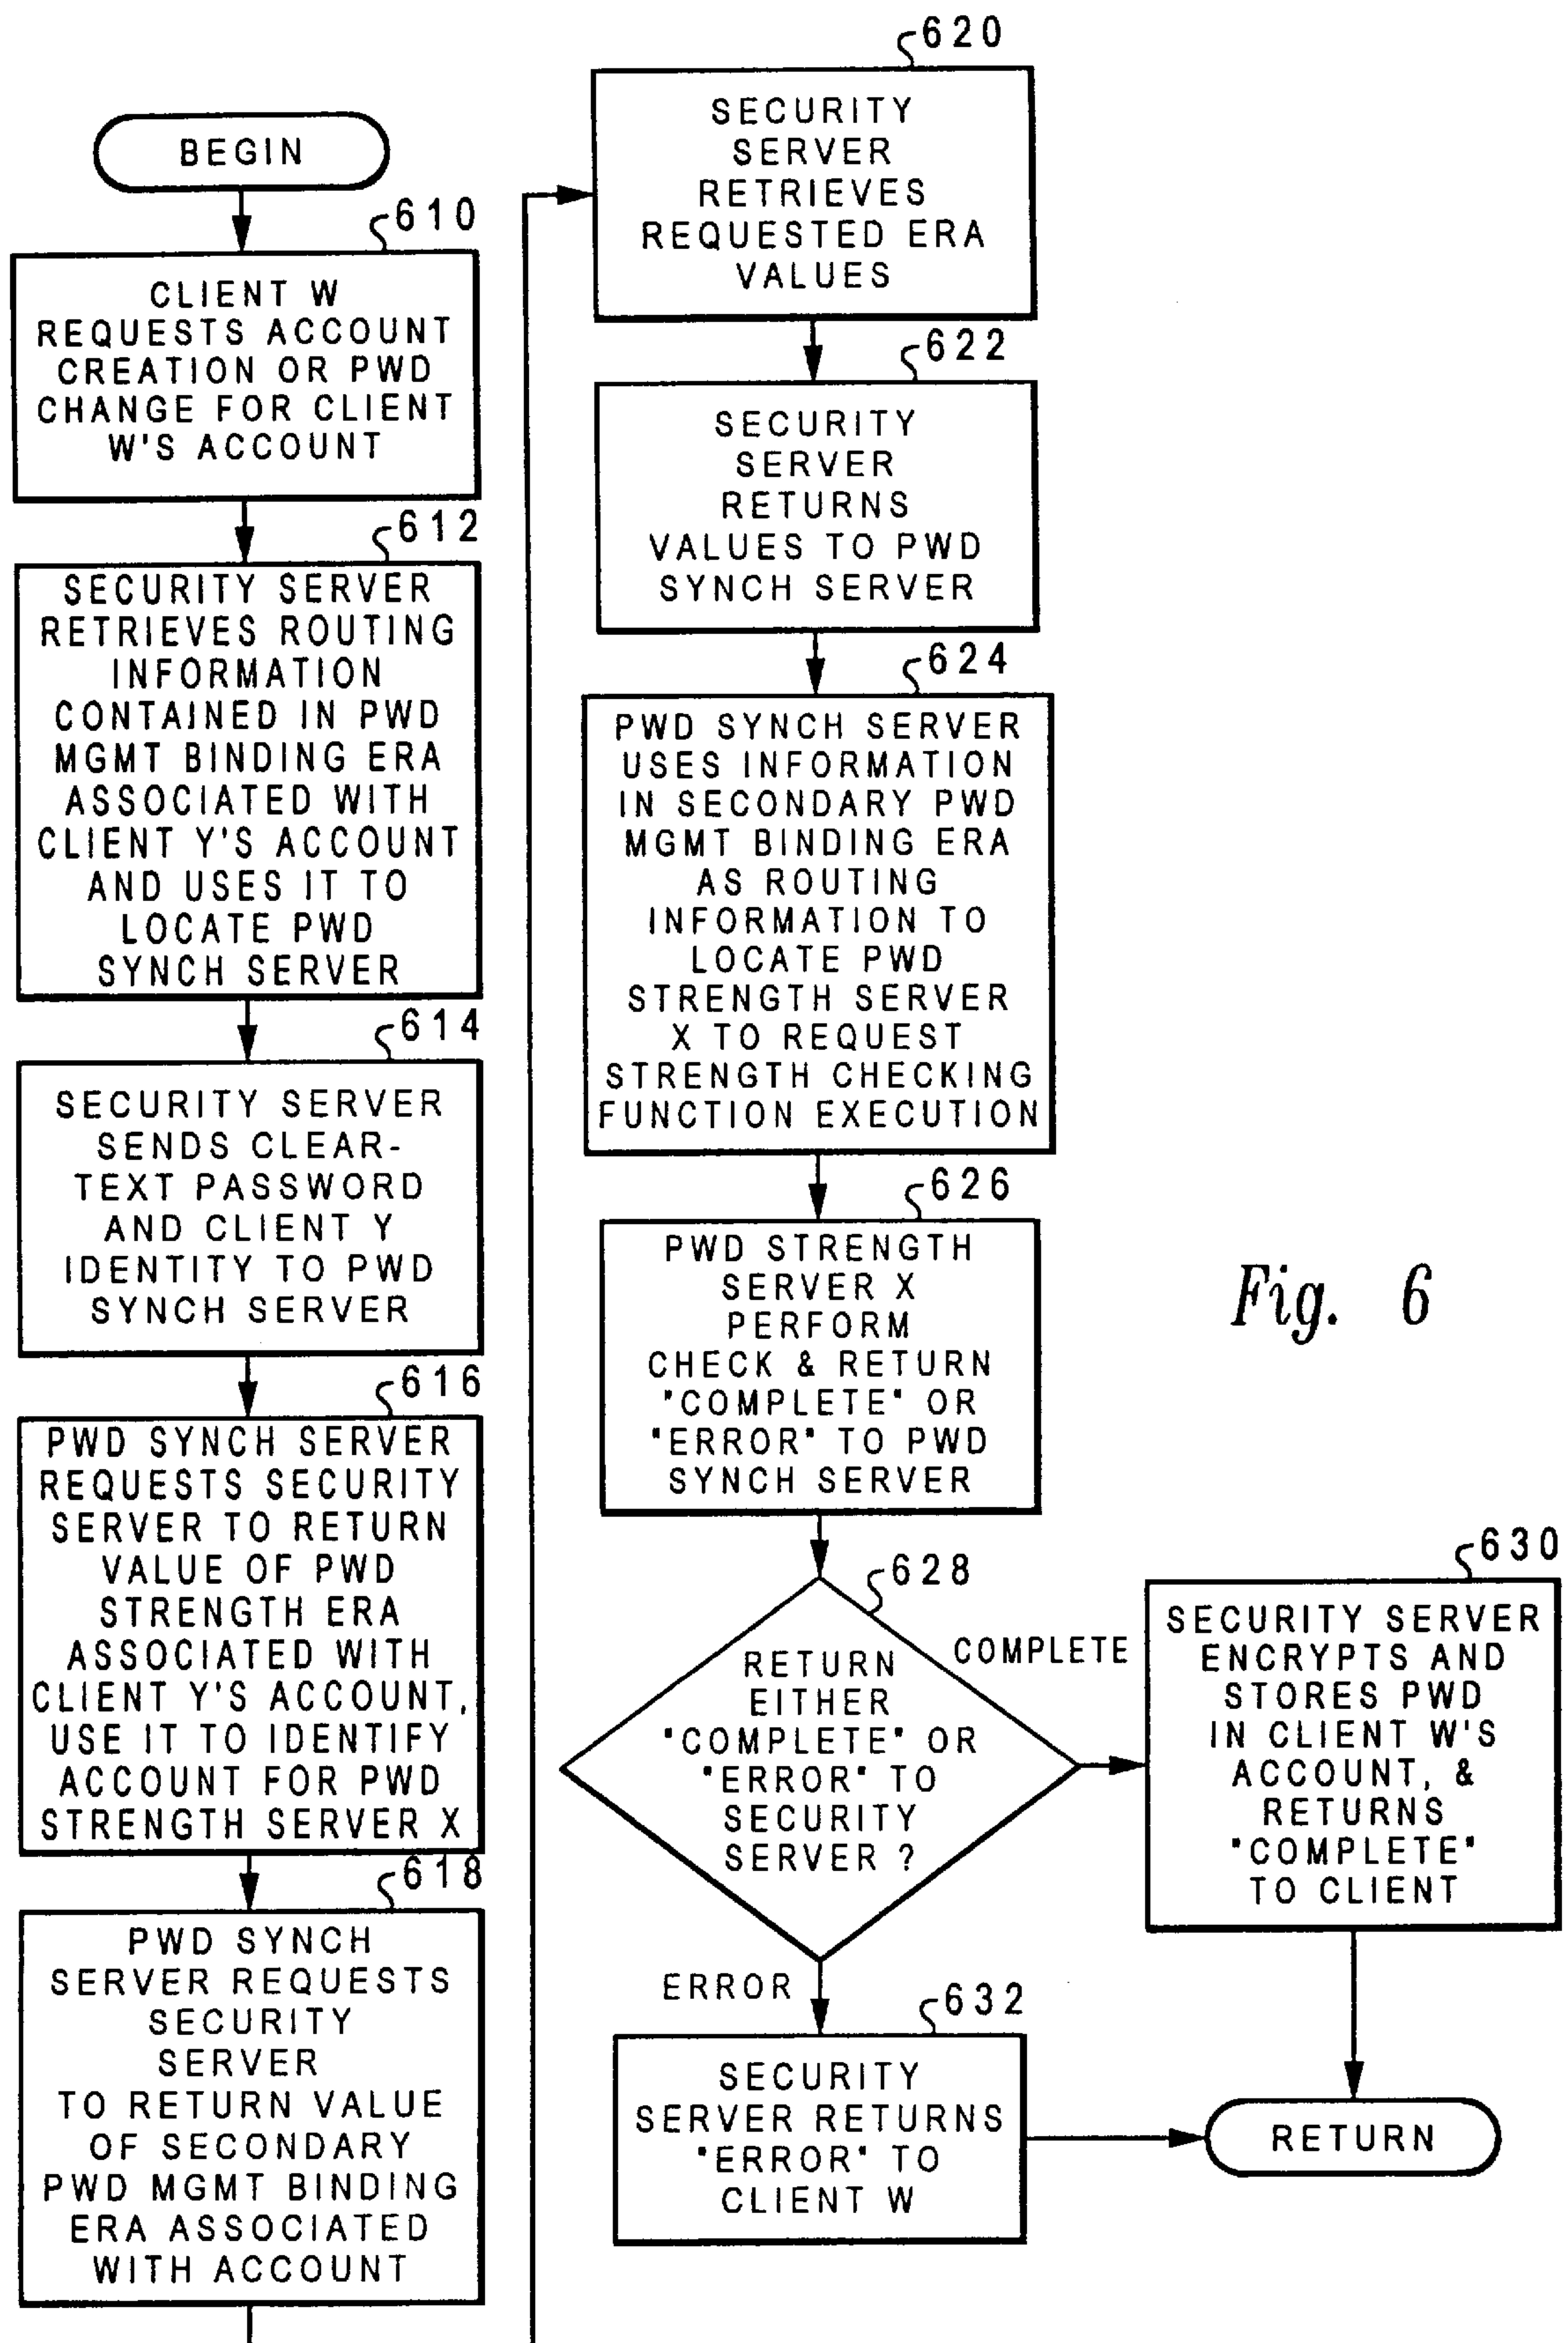 BEGIN
610
CLIENT W
REQUESTS ACCOUNT
CREATION OR PWD
CHANGE FOR CLIENT
W'S ACCOUNT
612
SECURITY SERVER
RETRIEVES ROUTING
INFORMATION
CONTAINED IN PWD
MGMT BINDING ERA
ASSOCIATED WITH
CLIENT Y'S ACCOUNT
AND USES IT TO
LOCATE PWD
SYNCH SERVER
614
SECURITY SERVER
SENDS CLEAR-
TEXT PASSWORD
AND CLIENT Y
IDENTITY TO PWD
SYNCH SERVER
616
PWD SYNCH SERVER
REQUESTS SECURITY
SERVER TO RETURN
VALUE OF PWD
STRENGTH ERA
ASSOCIATED WITH
CLIENT Y'S ACCOUNT,
USE IT TO IDENTIFY
ACCOUNT FOR PWD
STRENGTH SERVER X
618
PWD SYNCH
SERVER REQUESTS
SECURITY
SERVER
TO RETURN VALUE
OF SECONDARY
PWD MGMT BINDING
ERA ASSOCIATED
WITH ACCOUNT
620
SECURITY
SERVER
RETRIEVES
REQUESTED ERA
VALUES
622
SECURITY
SERVER
RETURNS
VALUES TO PWD
SYNCH SERVER
624
PWD SYNCH SERVER
USES INFORMATION
IN SECONDARY PWD
MGMT BINDING ERA
AS ROUTING
INFORMATION TO
LOCATE PWD
STRENGTH SERVER
X TO REQUEST
STRENGTH CHECKING
FUNCTION EXECUTION
626
PWD STRENGTH
SERVER X
PERFORM
CHECK & RETURN
"COMPLETE" OR
"ERROR" TO PWD
SYNCH SERVER
628
RETURN
EITHER
"COMPLETE" OR
"ERROR" TO
SECURITY
SERVER ?
COMPLETE
ERROR
630
SECURITY SERVER
ENCRYPTS AND
STORES PWD
IN CLIENT W'S
ACCOUNT, &
RETURNS
"COMPLETE"
TO CLIENT
632
SECURITY
SERVER RETURNS
"ERROR" TO
CLIENT W
RETURN
Fig. 6